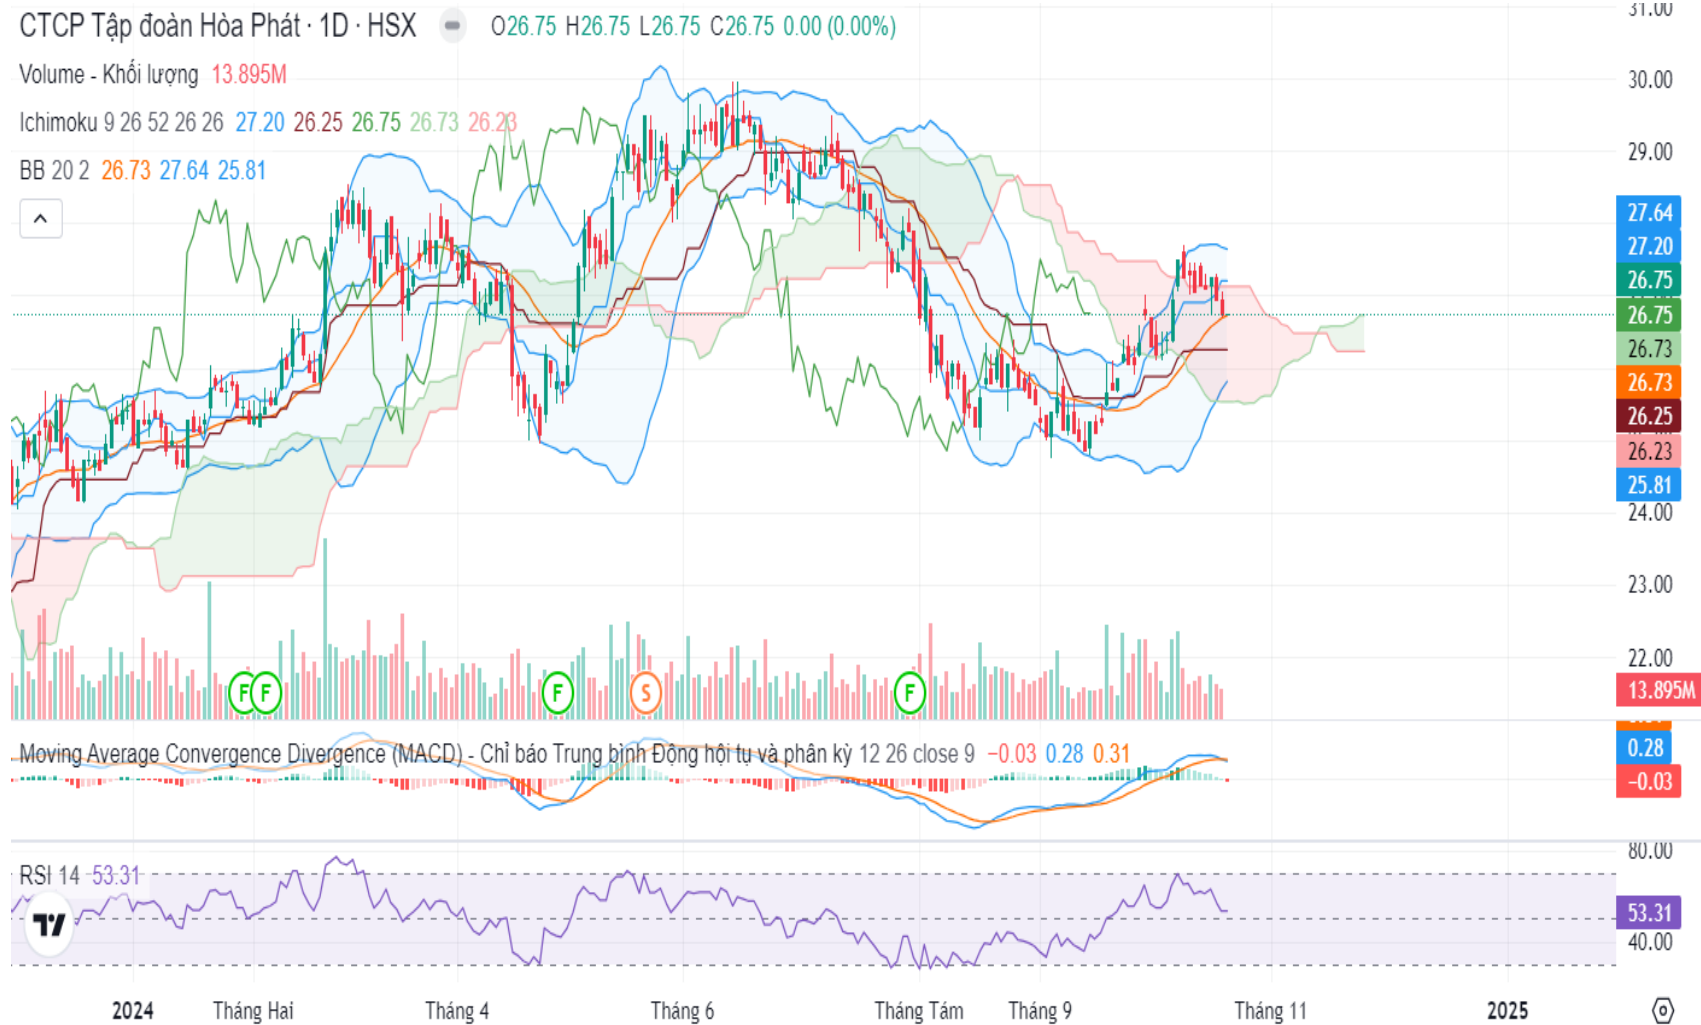 CTCP Tập đoàn Hòa Phát · 1D · HSX O26.75 H26.75 L26.75 C26.75 0.00 (0.00%)
Volume - Khối lượng 13.895M
Ichimoku 9 26 52 26 26 27.20 26.25 26.75 26.73 26.23
BB 20 2 26.73 27.64 25.81
31.00
30.00
29.00
27.64
27.20
26.75
26.75
26.73
26.73
26.25
26.23
25.81
24.00
23.00
22.00
13.895M
F F F S F
Moving Average Convergence Divergence (MACD) - Chỉ báo Trung bình Động hội tụ và phân kỳ 12 26 close 9 −0.03 0.28 0.31
0.28
−0.03
80.00
RSI 14 53.31
53.31
40.00
2024 Tháng Hai Tháng 4 Tháng 6 Tháng Tám Tháng 9 Tháng 11 2025